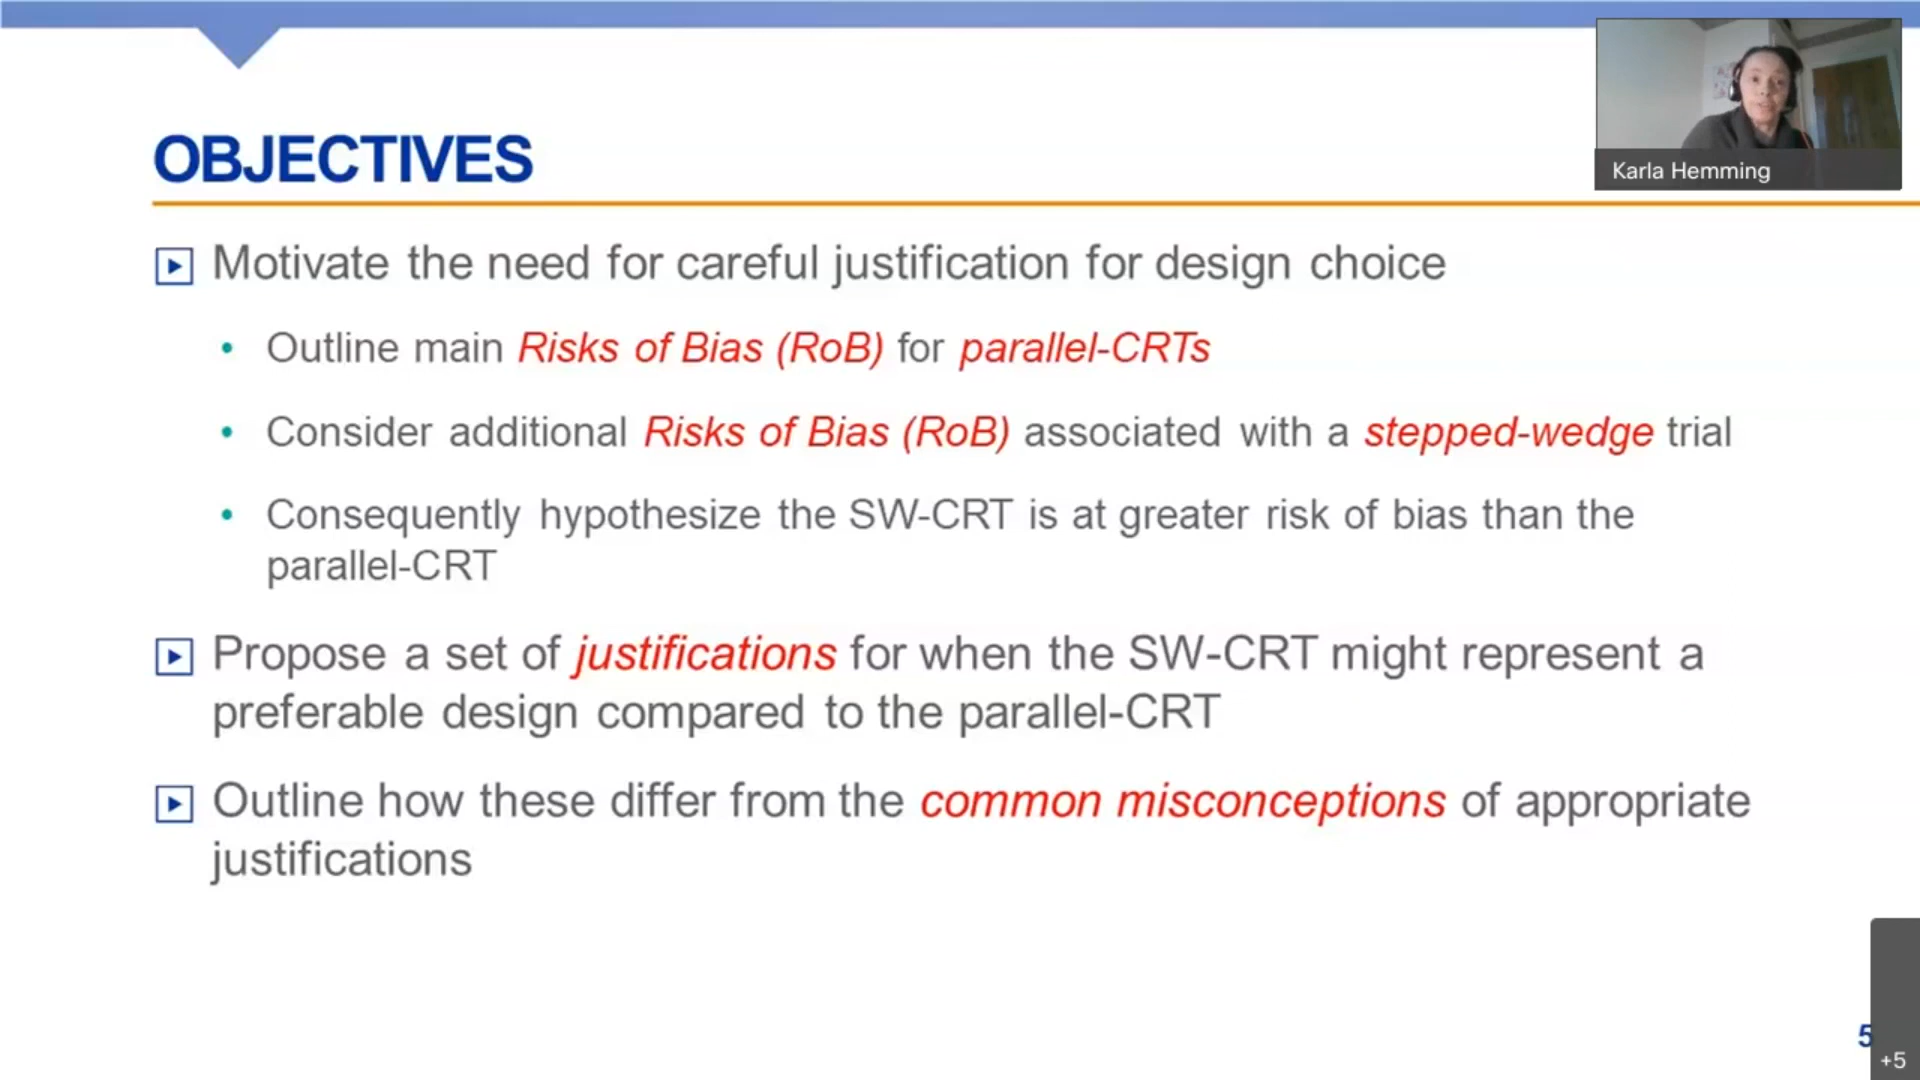 Karla Hemming
OBJECTIVES
Motivate the need for careful justification for design choice
• Outline main Risks of Bias (RoB) for parallel-CRTs
• Consider additional Risks of Bias (RoB) associated with a stepped-wedge trial
• Consequently hypothesize the SW-CRT is at greater risk of bias than the
parallel-CRT
Propose a set of justifications for when the SW-CRT might represent a
preferable design compared to the parallel-CRT
Outline how these differ from the common misconceptions of appropriate
justifications
5
+5